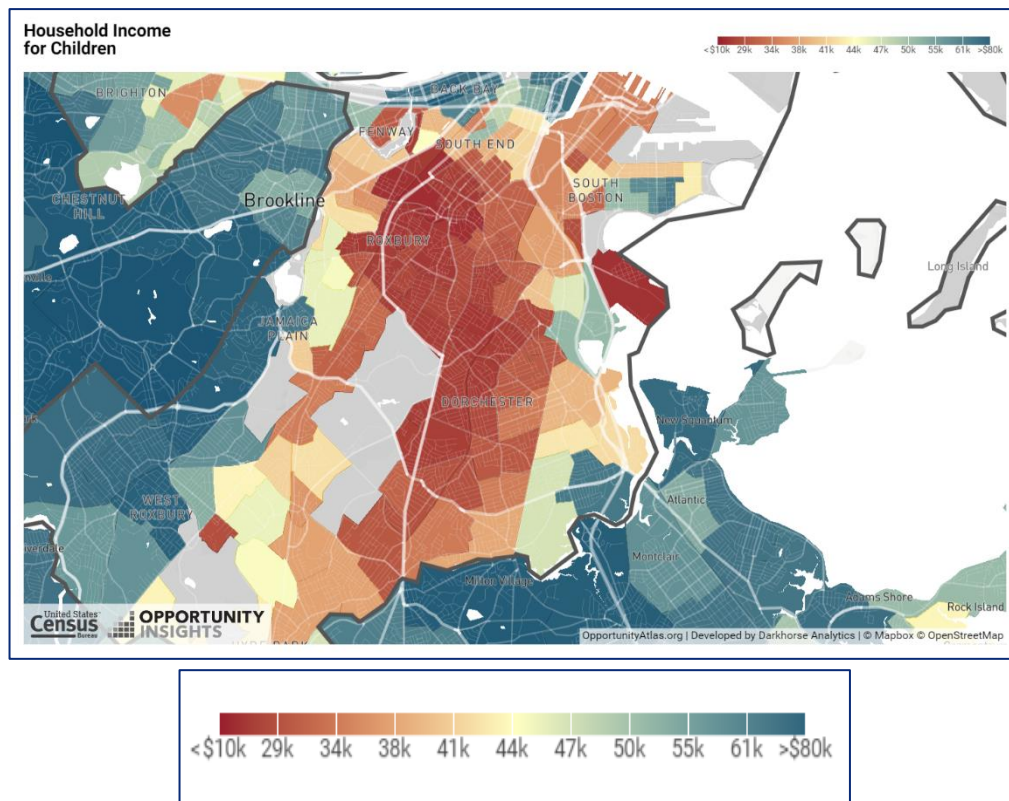 Household Income
for Children
<$10k 29k 34k 38k 41k 44k 47k 50k 55k 61k >$80k
BRIGHTON
BACK BAY
FENWAY
SOUTH END
CHESTNUT
HILL
Brookline
SOUTH
BOSTON
ROXBURY
Long Island
JAMAICA
PLAIN
DORCHESTER
New Squantum
WEST
ROXBURY
Atlantic
Montclair
Milton Village
Adams Shore
Rock Island
United States
Census
Bureau
OPPORTUNITY
INSIGHTS
HYDE PARK
OpportunityAtlas.org | Developed by Darkhorse Analytics | © Mapbox © OpenStreetMap
<$10k 29k 34k 38k 41k 44k 47k 50k 55k 61k >$80k